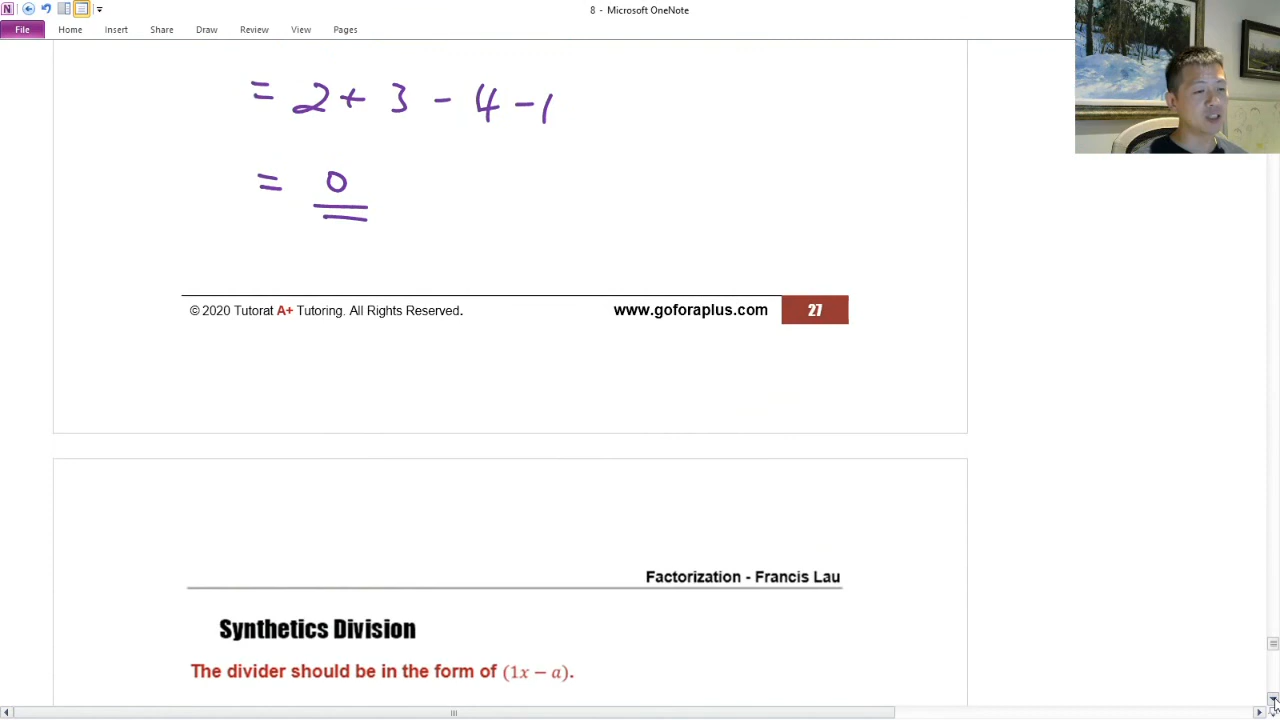 8 - Microsoft OneNote
File Home Insert Share Draw Review View Pages
= 2 + 3 - 4 - 1
= 0
© 2020 Tutorat A+ Tutoring. All Rights Reserved. www.goforaplus.com 27
Factorization - Francis Lau
Synthetics Division
The divider should be in the form of (1x − a).